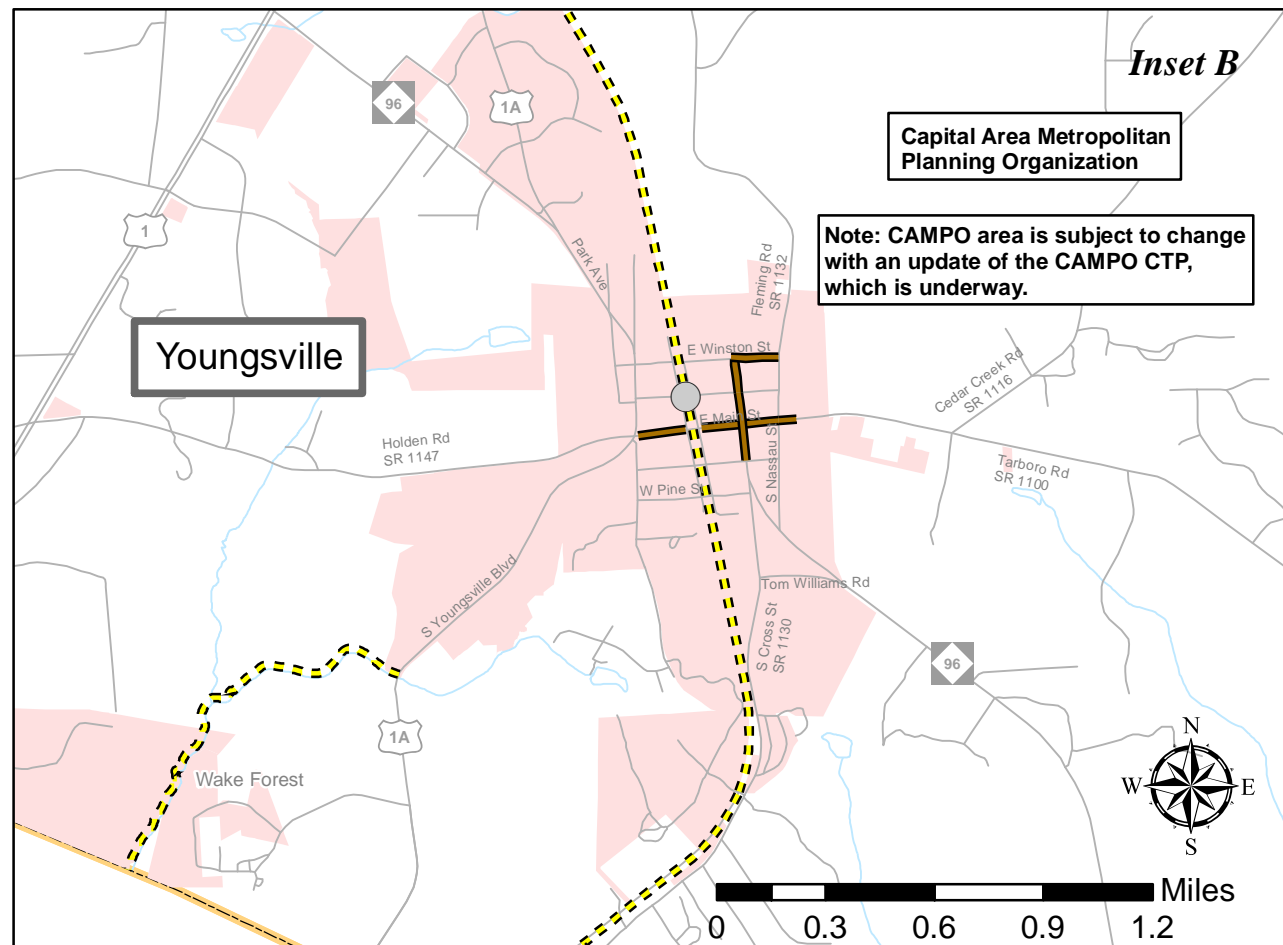 Inset B
96
1A
Capital Area Metropolitan
Planning Organization
1
Note: CAMPO area is subject to change
with an update of the CAMPO CTP,
which is underway.
Park Ave
Fleming Rd
SR 1132
Youngsville
E Winston St
Cedar Creek Rd
SR 1116
E Main St
Holden Rd
SR 1147
S Nassau St
Tarboro Rd
SR 1100
W Pine St
S Youngsville Blvd
Tom Williams Rd
S Cross St
SR 1130
96
1A
Wake Forest
N
W
E
S
Miles
0 0.3 0.6 0.9 1.2